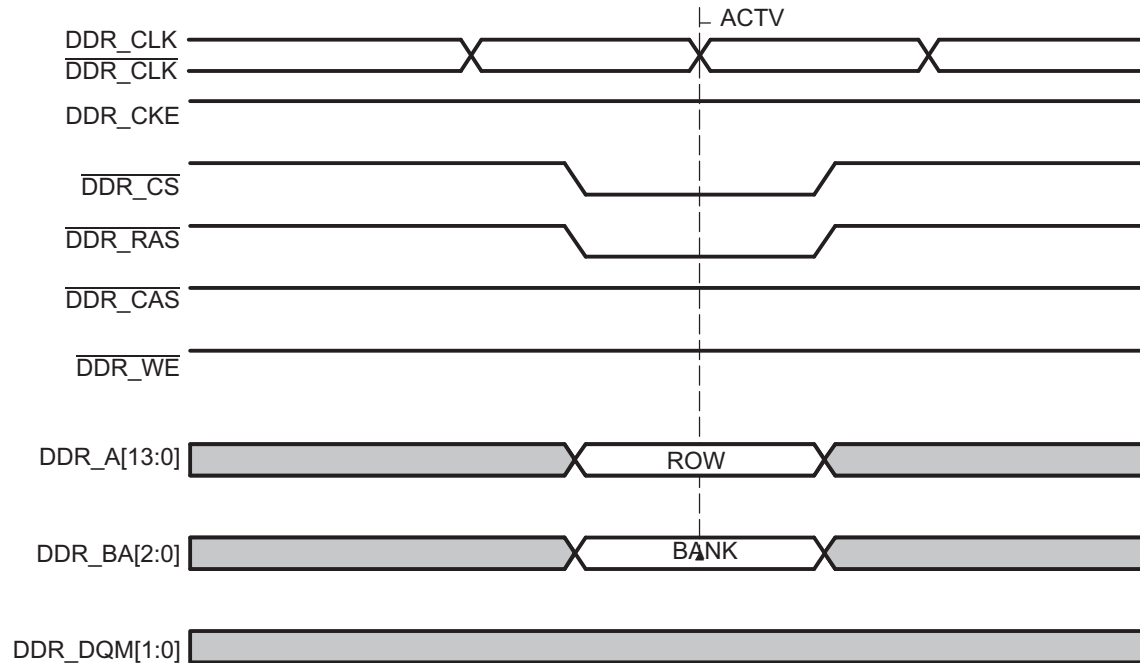 ACTV
DDR_CLK
DDR_CLK
DDR_CKE
DDR_CS
DDR_RAS
DDR_CAS
DDR_WE
DDR_A[13:0]
ROW
DDR_BA[2:0]
BANK
DDR_DQM[1:0]